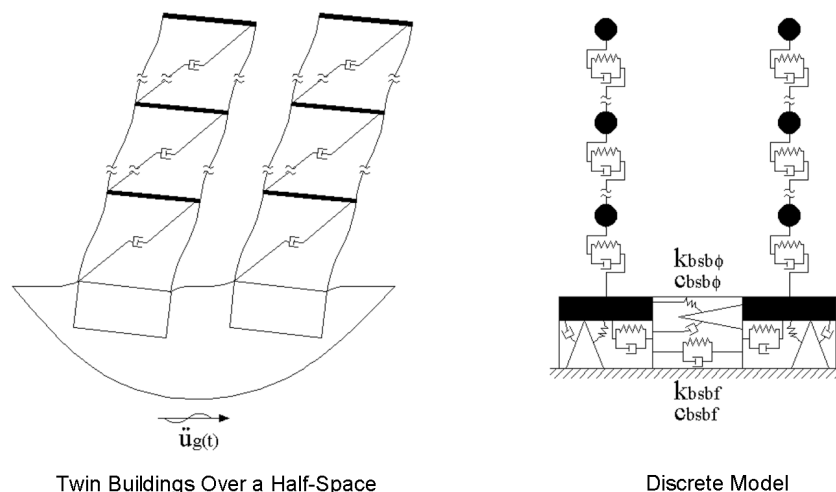 kbsbϕ
cbsbϕ
kbsbf
cbsbf
üg(t)
Twin Buildings Over a Half-Space
Discrete Model